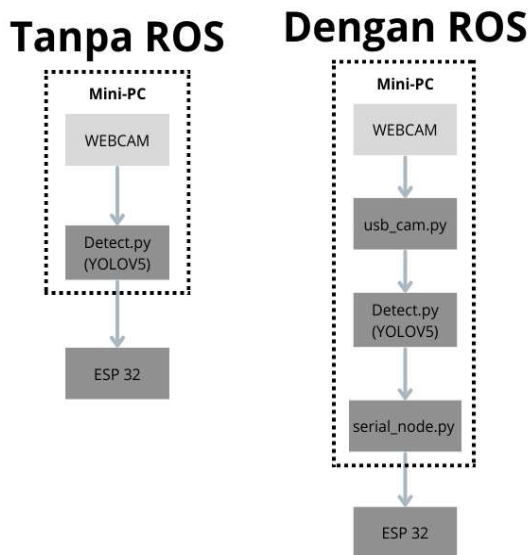 Tanpa ROS
Mini-PC
WEBCAM
Detect.py
(YOLOV5)
ESP 32
Dengan ROS
Mini-PC
WEBCAM
usb_cam.py
Detect.py
(YOLOV5)
serial_node.py
ESP 32